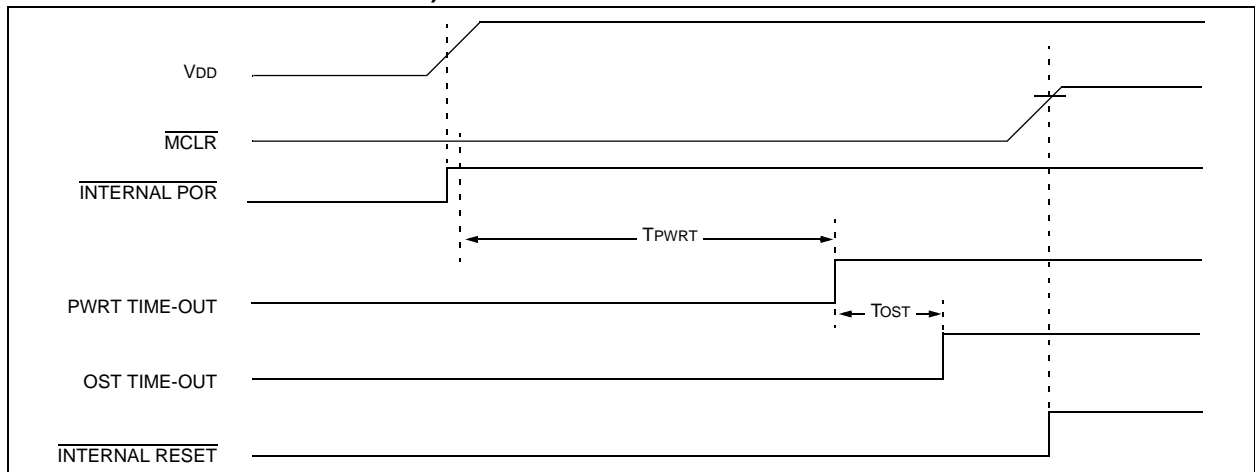 VDD
MCLR
INTERNAL POR
TPWRT
PWRT TIME-OUT
TOST
OST TIME-OUT
INTERNAL RESET